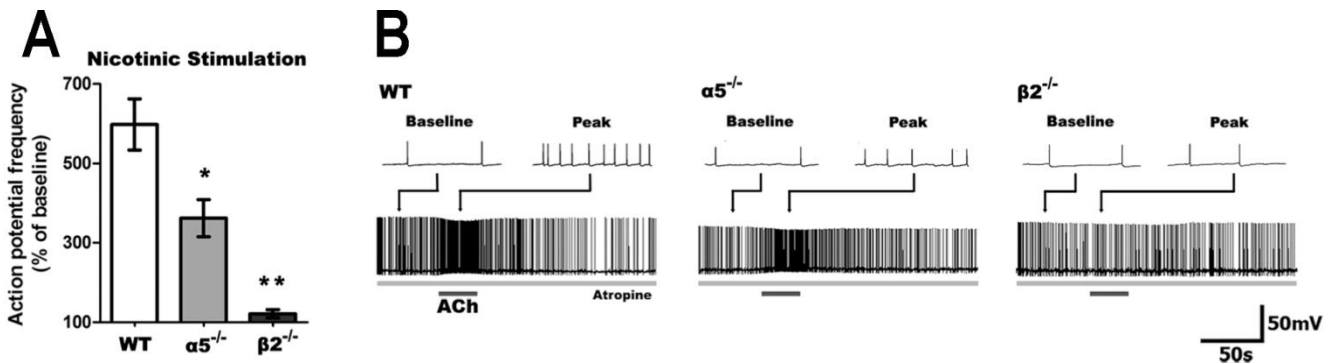 A
Nicotinic Stimulation
Action potential frequency
(% of baseline)
700
500
300
100
*
**
WT
α5-/-
β2-/-
B
WT
Baseline
Peak
ACh
Atropine
α5-/-
Baseline
Peak
β2-/-
Baseline
Peak
50mV
50s